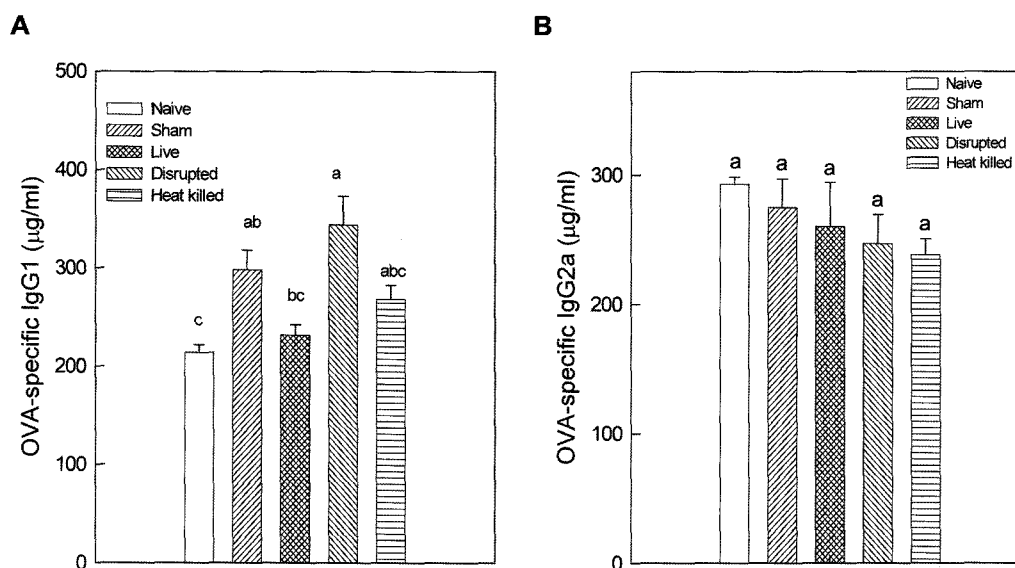 A
500
400
300
200
100
0
OVA-specific IgG1 (μg/ml)
Naive
Sham
Live
Disrupted
Heat killed
c
ab
bc
a
abc
B
300
200
100
0
OVA-specific IgG2a (μg/ml)
Naive
Sham
Live
Disrupted
Heat killed
a
a
a
a
a